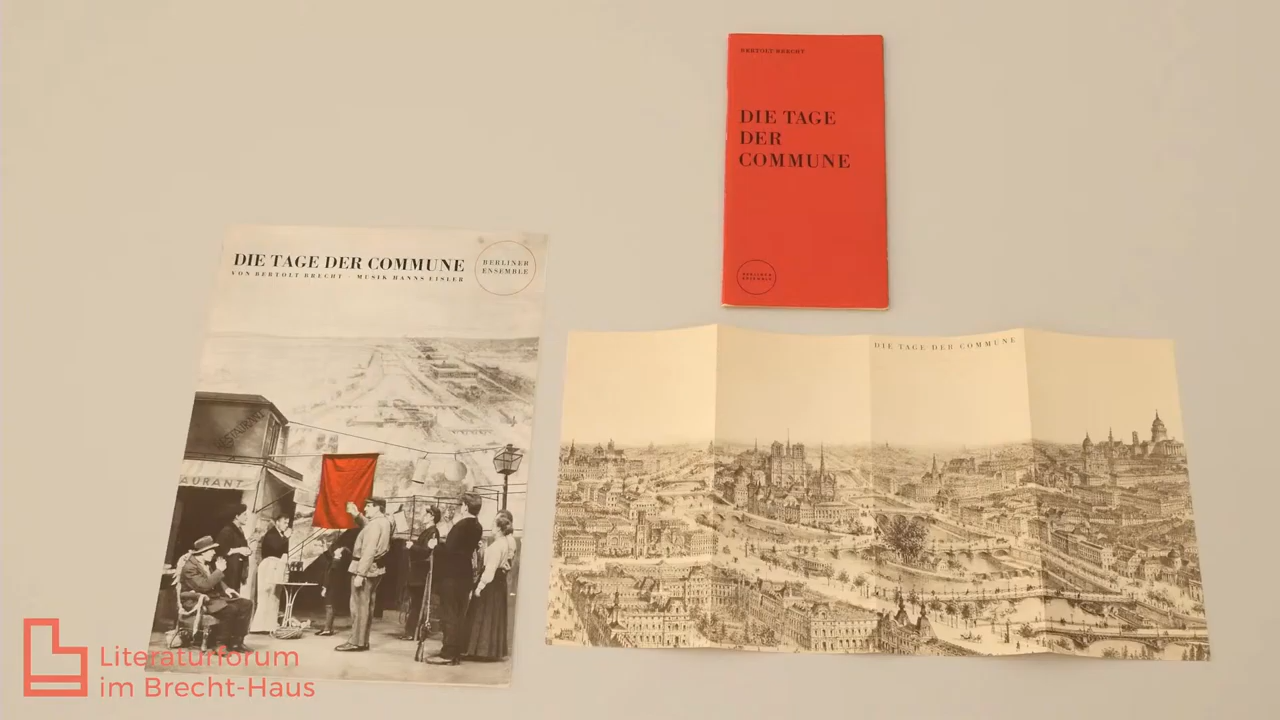 BERTOLT BRECHT
DIE TAGE
DER
COMMUNE
BERLINER
ENSEMBLE
DIE TAGE DER COMMUNE
VON BERTOLT BRECHT · MUSIK HANNS EISLER
BERLINER
ENSEMBLE
RESTAURANT
AURANT
DIE TAGE DER COMMUNE
Literaturforum
im Brecht-Haus